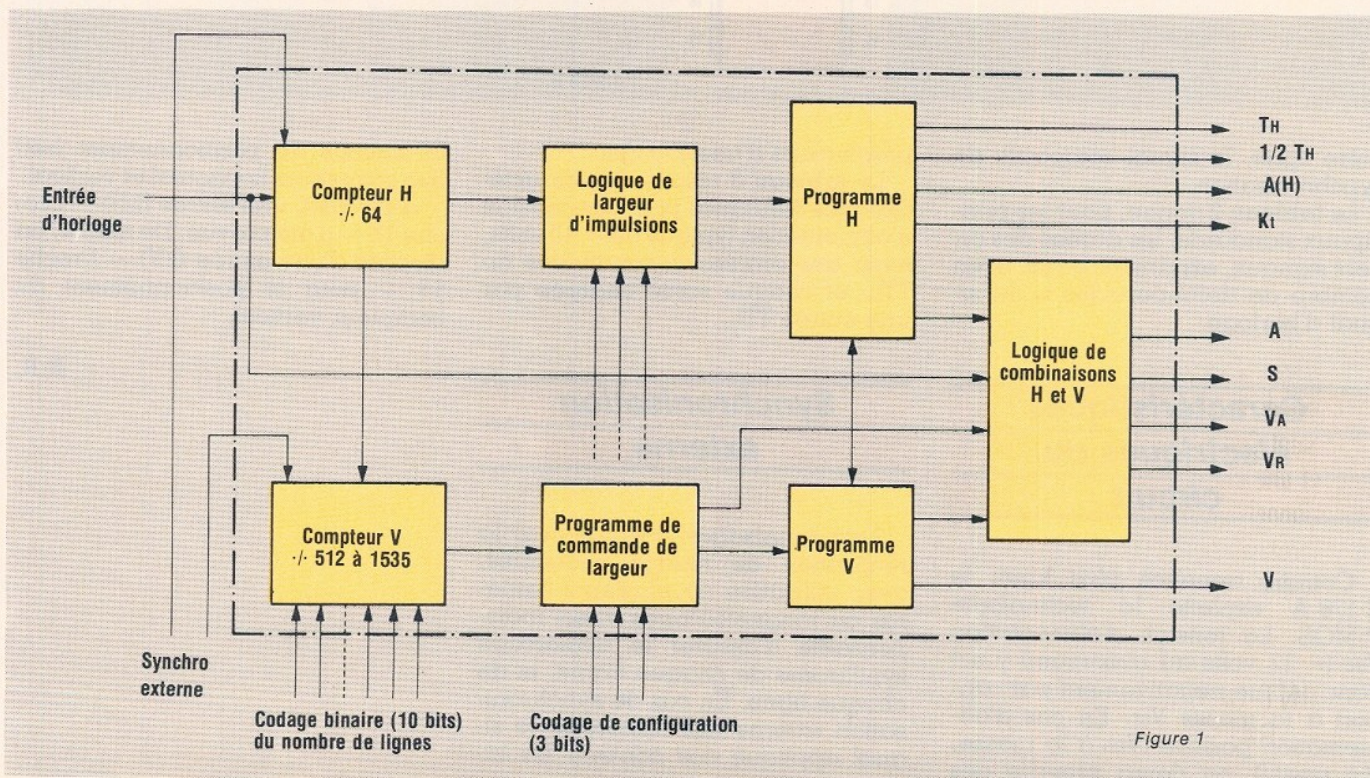 Entrée
d'horloge
Compteur H
·/· 64
Logique de
largeur
d'impulsions
Programme
H
TH
1/2 TH
A(H)
Kt
Logique de
combinaisons
H et V
A
S
VA
VR
V
Compteur V
·/· 512 à 1535
Programme de
commande de
largeur
Programme
V
Synchro
externe
Codage binaire (10 bits)
du nombre de lignes
Codage de configuration
(3 bits)
Figure 1